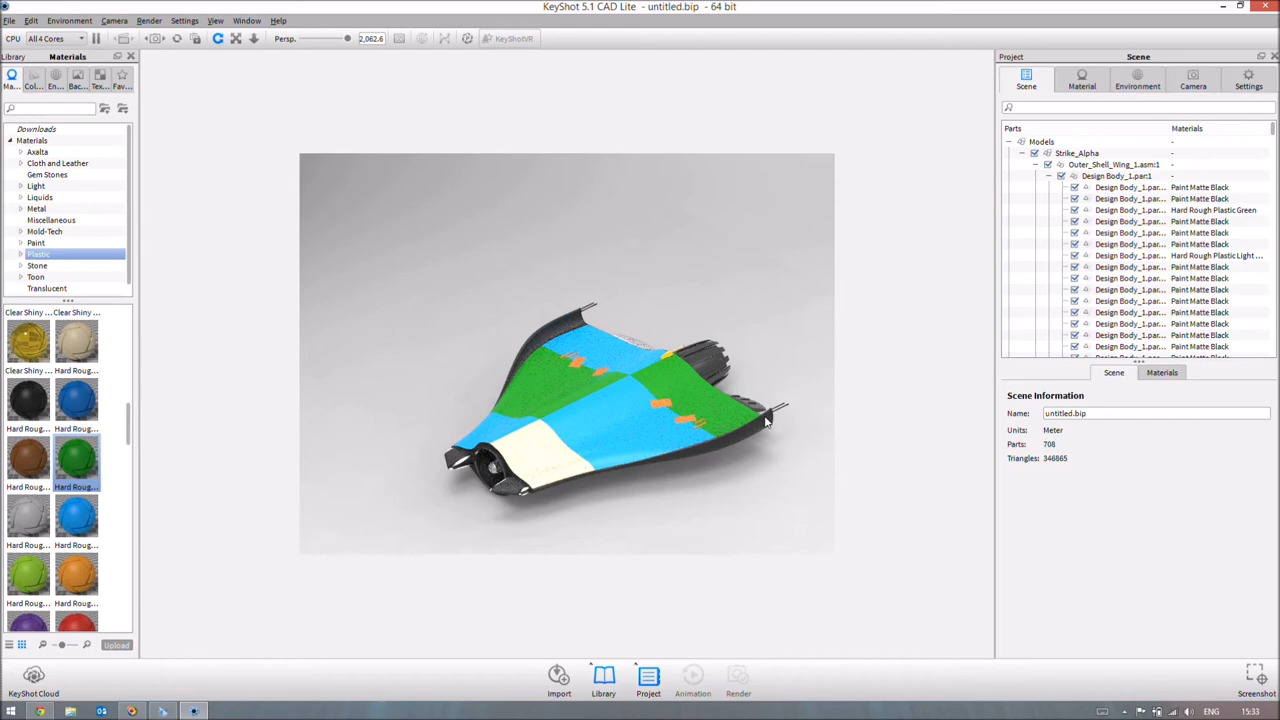 KeyShot 5.1 CAD Lite - untitled.bip - 64 bit
File Edit Environment Camera Render Settings View Window Help
CPU All 4 Cores Persp. 2,062.6 KeyShotVR
Library Materials
Ma... Col... En... Bac... Tex... Fav...
Downloads
Materials
Axalta
Cloth and Leather
Gem Stones
Light
Liquids
Metal
Miscellaneous
Mold-Tech
Paint
Plastic
Stone
Toon
Translucent
Clear Shiny ... Clear Shiny ...
Clear Shiny ... Hard Roug...
Hard Roug... Hard Roug...
Hard Roug... Hard Roug...
Hard Roug... Hard Roug...
Hard Roug... Hard Roug...
Upload
Project Scene
Scene Material Environment Camera Settings
Parts Materials
Models
Strike_Alpha -
Outer_Shell_Wing_1.asm:1 -
Design Body_1.par:1 -
Design Body_1.par... Paint Matte Black
Design Body_1.par... Paint Matte Black
Design Body_1.par... Hard Rough Plastic Green
Design Body_1.par... Paint Matte Black
Design Body_1.par... Paint Matte Black
Design Body_1.par... Paint Matte Black
Design Body_1.par... Hard Rough Plastic Light ...
Design Body_1.par... Paint Matte Black
Design Body_1.par... Paint Matte Black
Design Body_1.par... Paint Matte Black
Design Body_1.par... Paint Matte Black
Design Body_1.par... Paint Matte Black
Design Body_1.par... Paint Matte Black
Design Body_1.par... Paint Matte Black
Design Body_1.par... Paint Matte Black
Scene Materials
Scene Information
Name: untitled.bip
Units: Meter
Parts: 708
Triangles: 346865
KeyShot Cloud Import Library Project Animation Render Screenshot
ENG 15:33